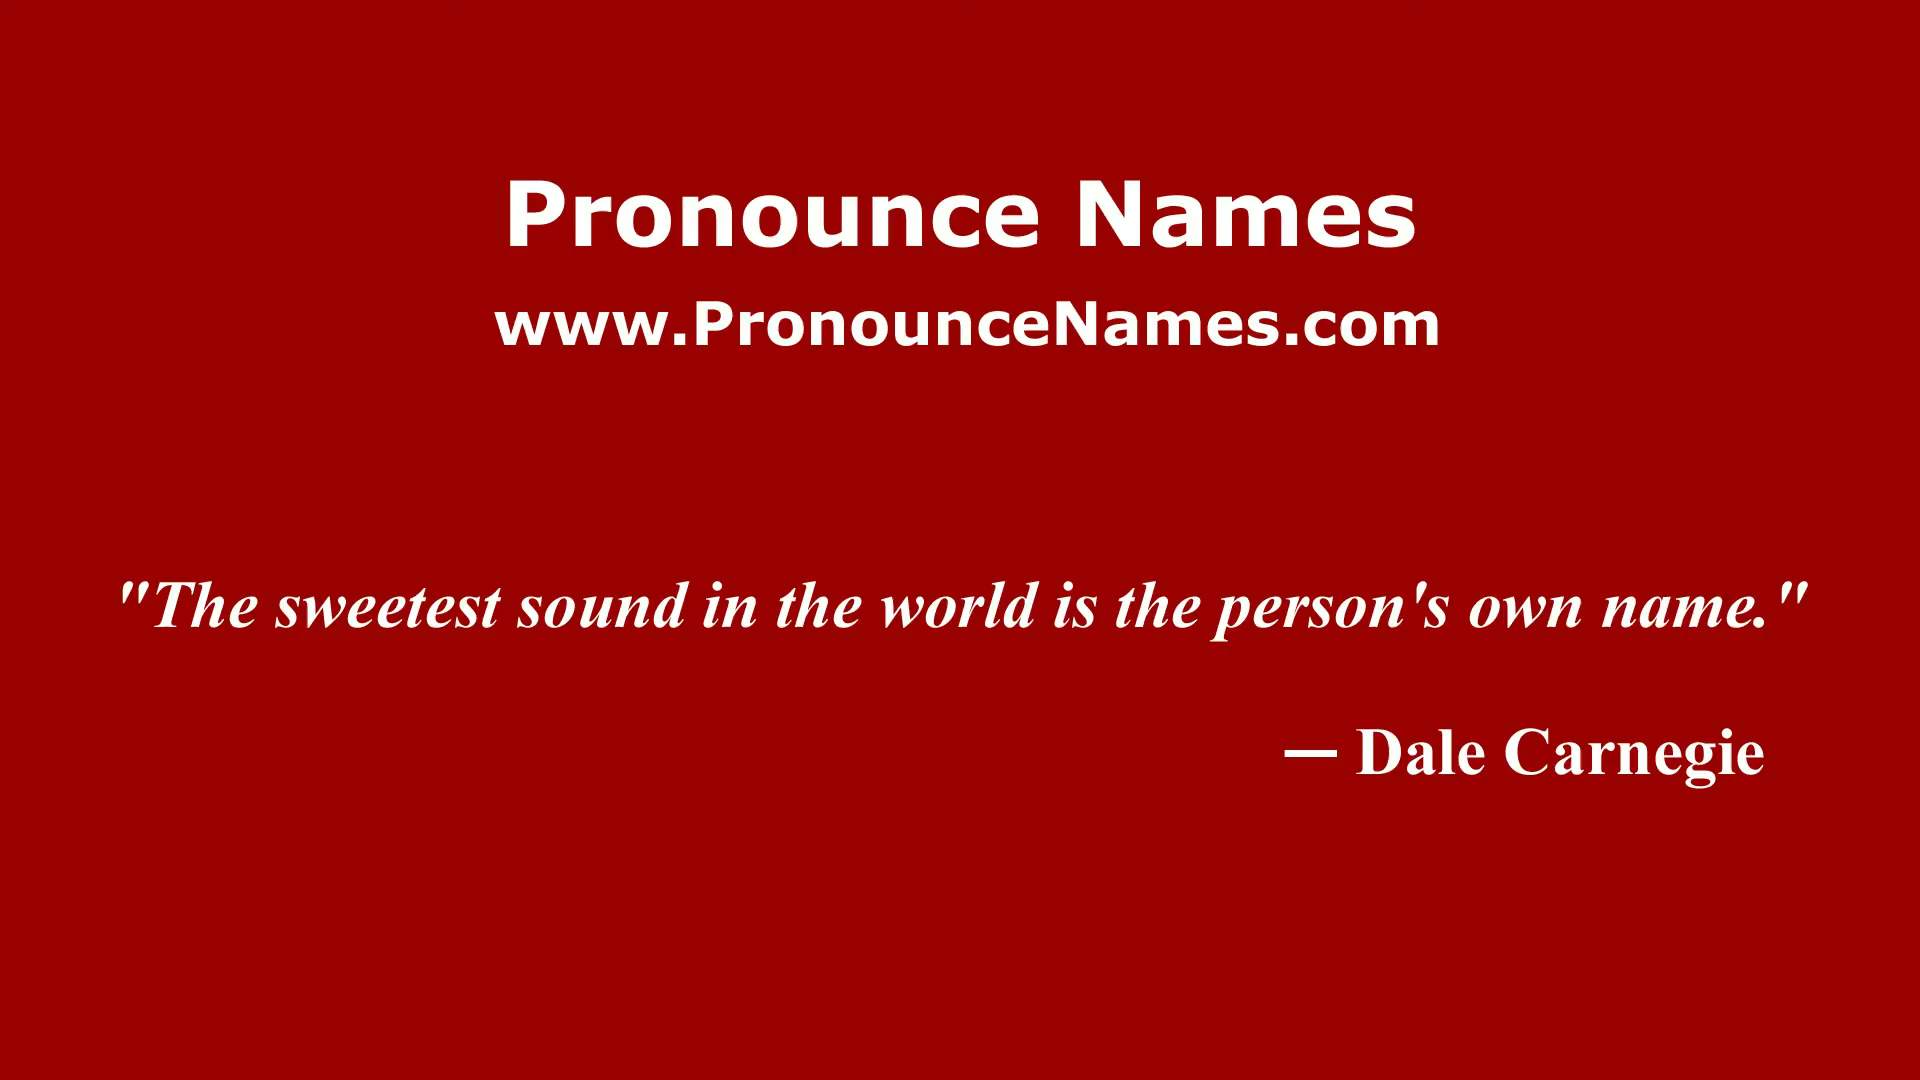 Pronounce Names
www.PronounceNames.com
"The sweetest sound in the world is the person's own name."
— Dale Carnegie